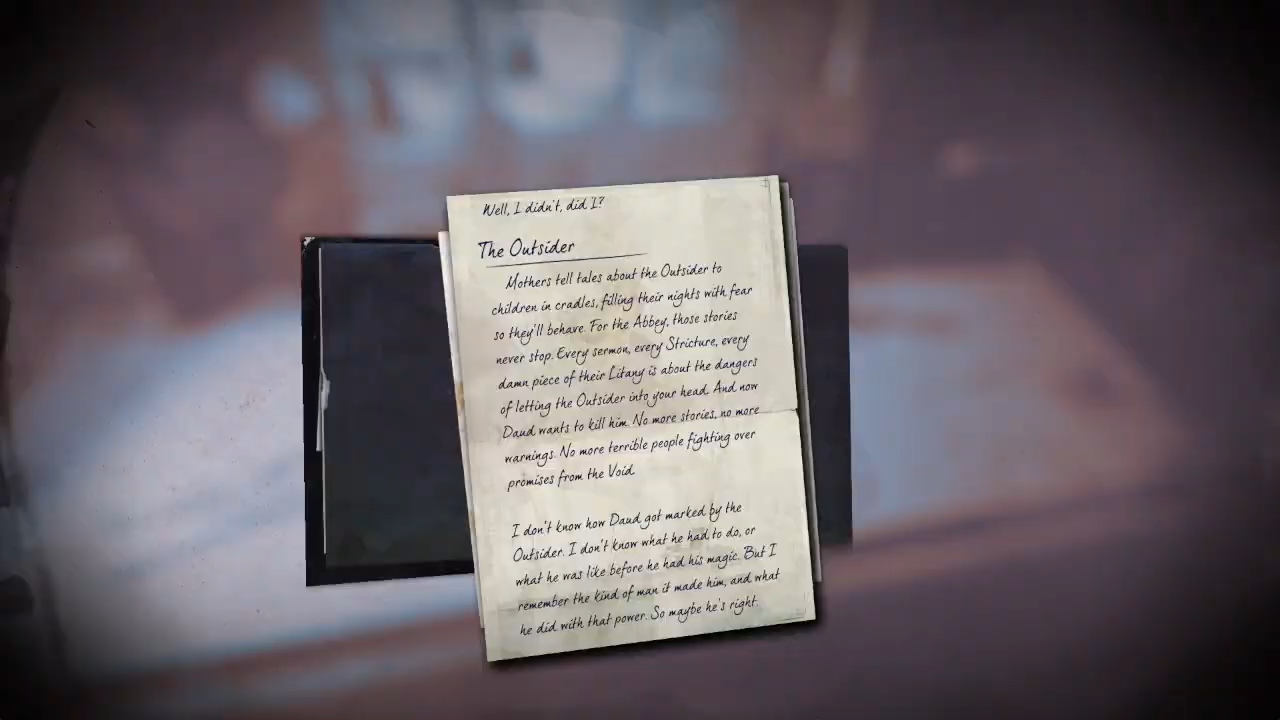 Well, I didn't, did I?
The Outsider
Mothers tell tales about the Outsider to
children in cradles, filling their nights with fear
so they'll behave. For the Abbey, those stories
never stop. Every sermon, every Stricture, every
damn piece of their Litany is about the dangers
of letting the Outsider into your head. And now
Daud wants to kill him. No more stories, no more
warnings. No more terrible people fighting over
promises from the Void.
I don't know how Daud got marked by the
Outsider. I don't know what he had to do, or
what he was like before he had his magic. But I
remember the kind of man it made him, and what
he did with that power. So maybe he's right.